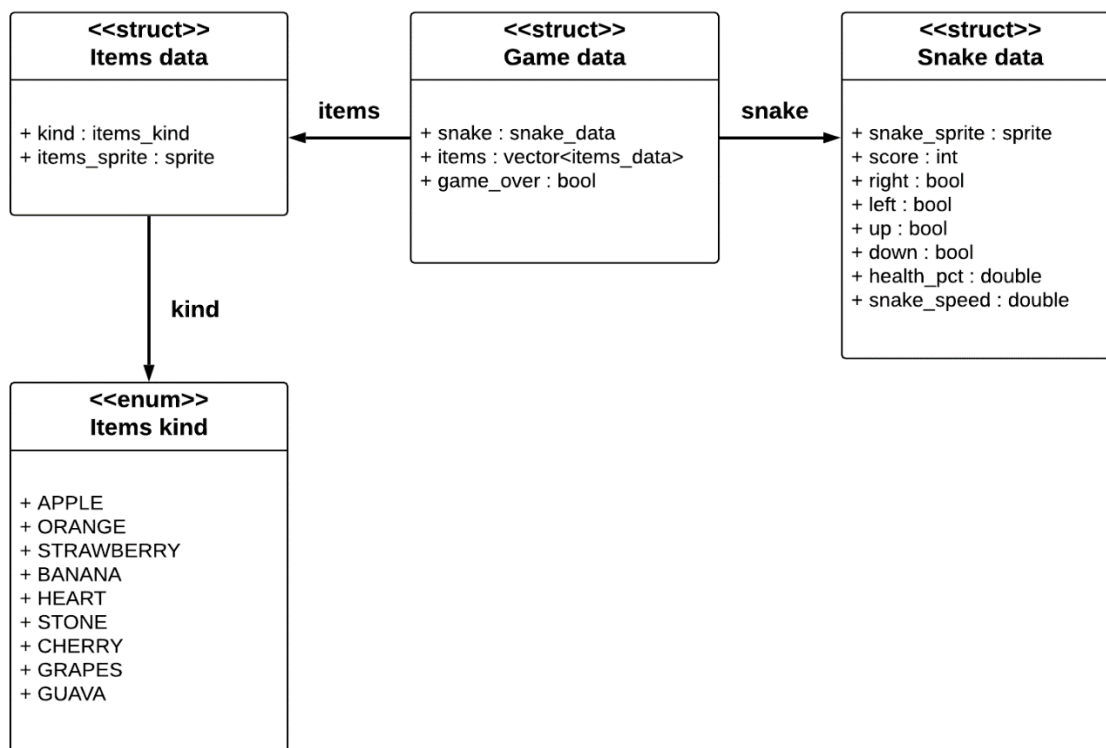 <<struct>>
Items data
+ kind : items_kind
+ items_sprite : sprite
items
<<struct>>
Game data
+ snake : snake_data
+ items : vector<items_data>
+ game_over : bool
snake
<<struct>>
Snake data
+ snake_sprite : sprite
+ score : int
+ right : bool
+ left : bool
+ up : bool
+ down : bool
+ health_pct : double
+ snake_speed : double
kind
<<enum>>
Items kind
+ APPLE
+ ORANGE
+ STRAWBERRY
+ BANANA
+ HEART
+ STONE
+ CHERRY
+ GRAPES
+ GUAVA